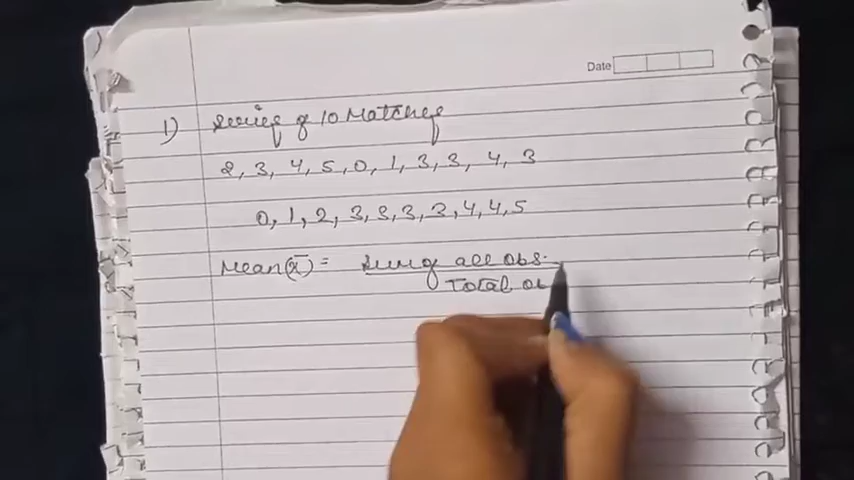 Date
1) Series of 10 Matches
2, 3, 4, 5, 0, 1, 3, 3, 4, 3
0, 1, 2, 3, 3, 3, 3, 4, 4, 5
Mean (x̄) = Sum of all obs.
Total ob